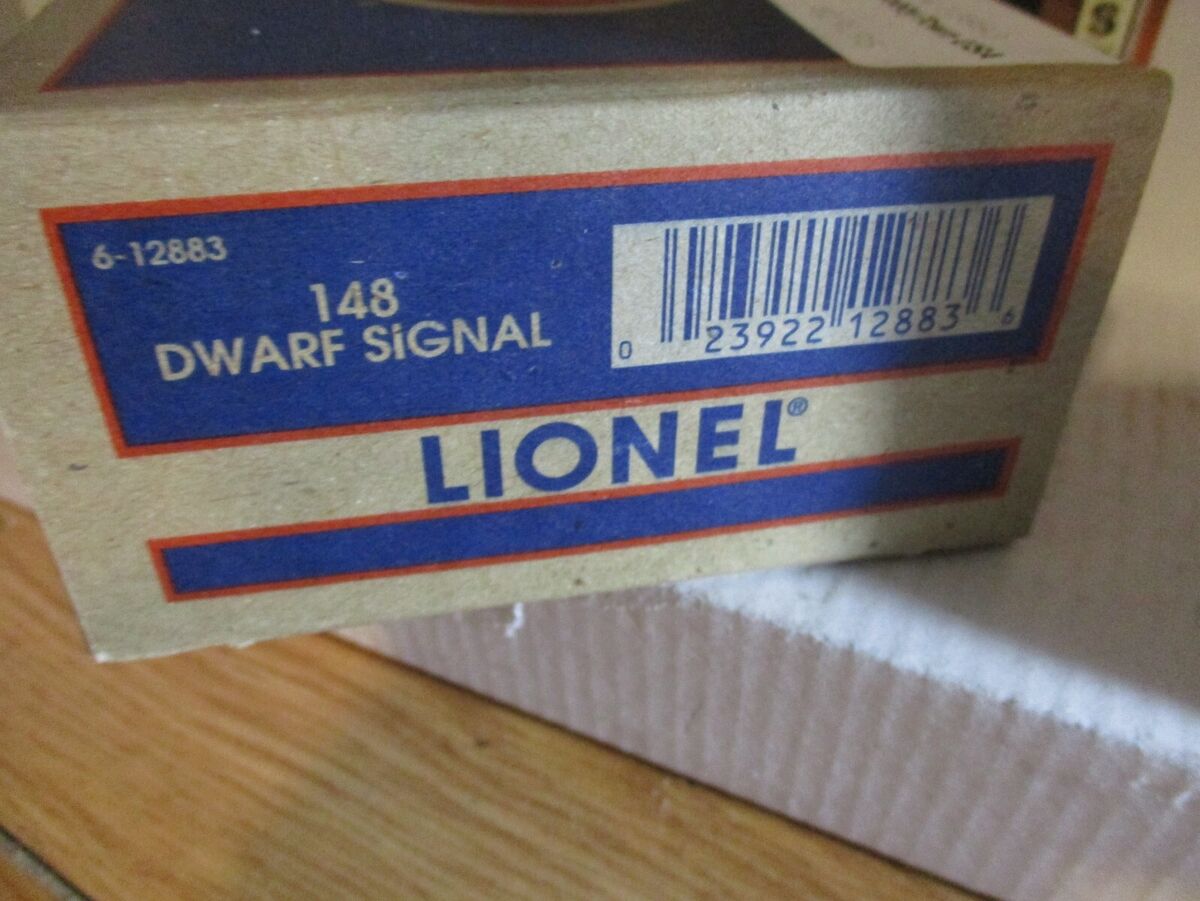 6-12883
148
DWARF SiGNAL
0 23922 12883 6
LIONEL®
S